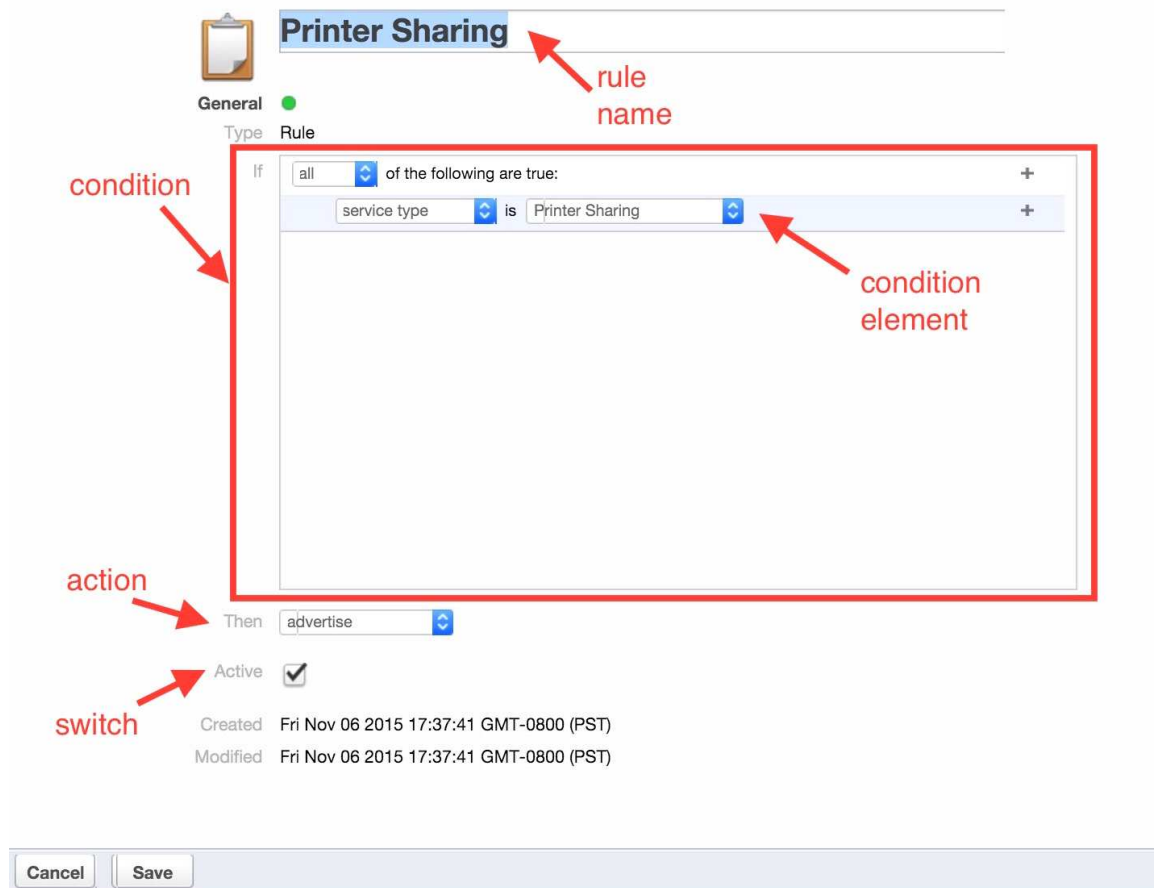 Printer Sharing
rule
name
General
Type Rule
condition
If all of the following are true: +
service type is Printer Sharing +
condition
element
action
Then advertise
Active
switch
Created Fri Nov 06 2015 17:37:41 GMT-0800 (PST)
Modified Fri Nov 06 2015 17:37:41 GMT-0800 (PST)
Cancel Save